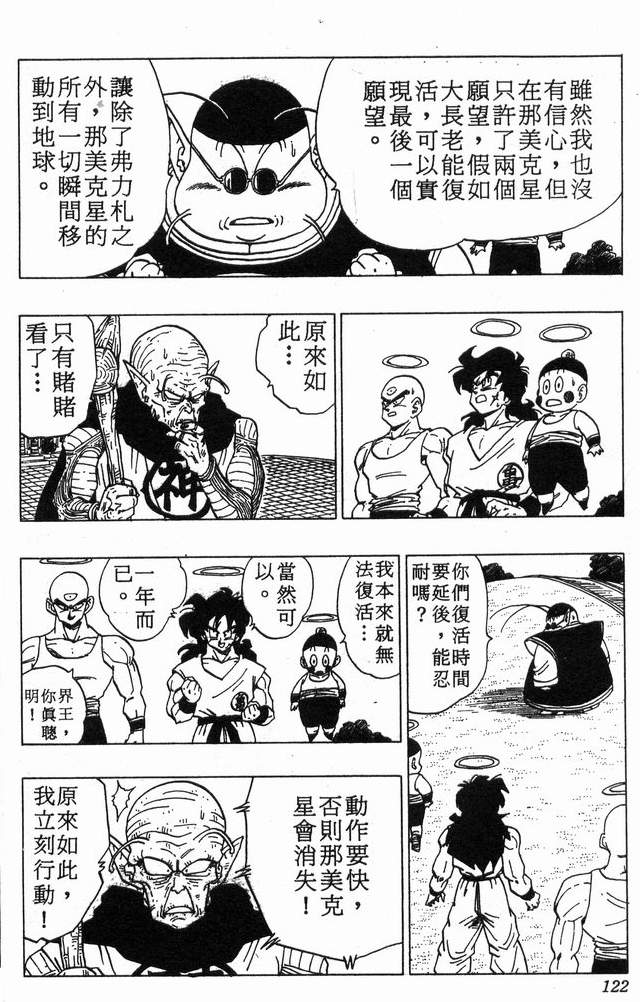 雖然我也沒
有信心，但
在那美克星
只許了兩個
願望，假如
大長老能復
活，可以實
現最後一個
願望。
讓除了弗力札之
外，那美克星的
所有一切瞬間移
動到地球。
原來如
此⋯
只有賭賭
看了⋯
神
你們復活時間
要延後，能忍
耐嗎？
我本來就無
法復活⋯
當然可
以。
一年而
已。
界王，
你真聰
明！
動作要快，
否則那美克
星會消失！
原來如此，
我立刻行動！
122